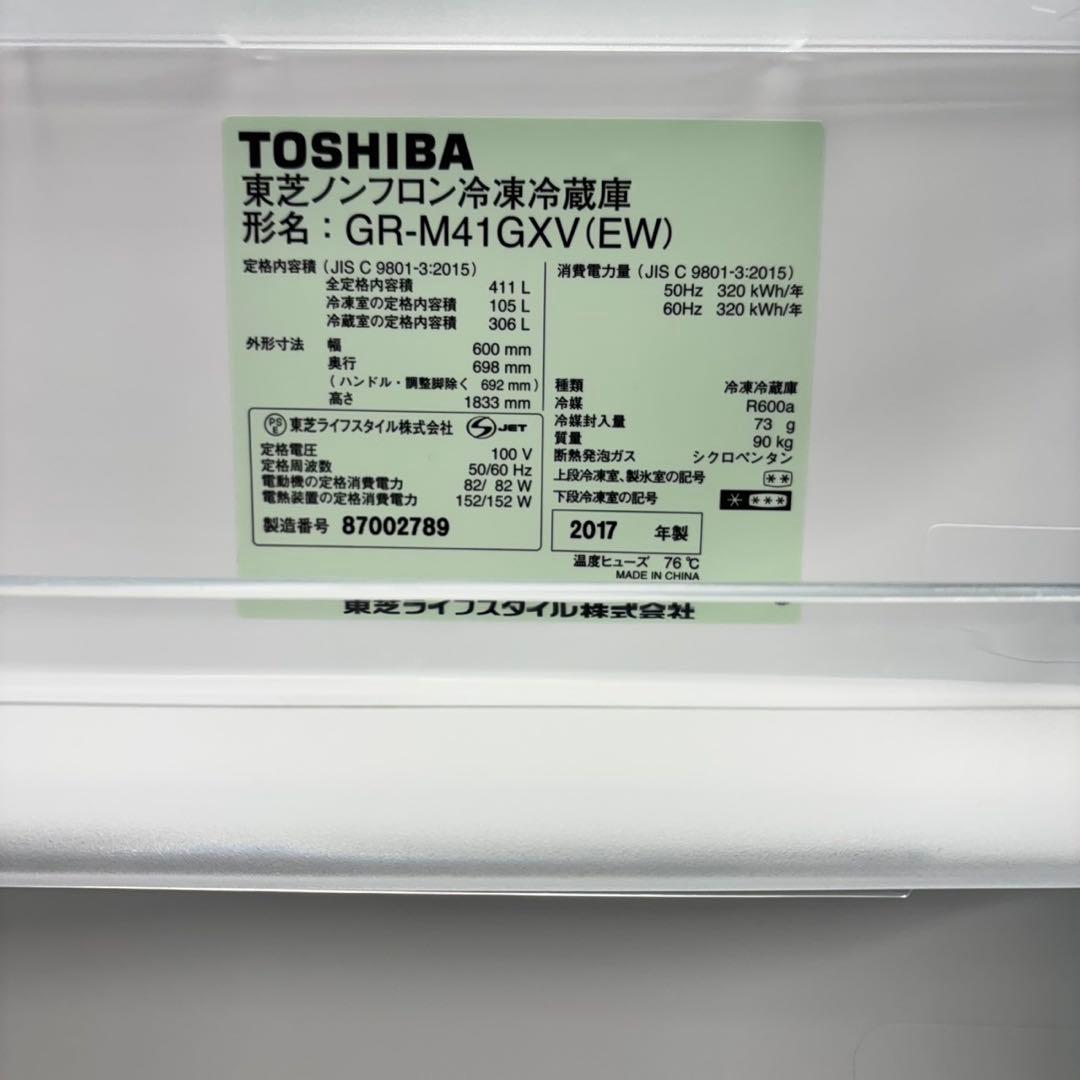 TOSHIBA
東芝ノンフロン冷凍冷蔵庫
形名：GR-M41GXV(EW)
定格内容積 (JIS C 9801-3:2015)
全定格内容積 411 L
冷凍室の定格内容積 105 L
冷蔵室の定格内容積 306 L
外形寸法 幅 600 mm
奥行 698 mm
(ハンドル・調整脚除く 692 mm)
高さ 1833 mm
PS E 東芝ライフスタイル株式会社 S JET
定格電圧 100 V
定格周波数 50/60 Hz
電動機の定格消費電力 82/ 82 W
電熱装置の定格消費電力 152/152 W
製造番号 87002789
消費電力量 (JIS C 9801-3:2015)
50Hz 320 kWh/年
60Hz 320 kWh/年
種類 冷凍冷蔵庫
冷媒 R600a
冷媒封入量 73 g
質量 90 kg
断熱発泡ガス シクロペンタン
上段冷凍室、製氷室の記号 **
下段冷凍室の記号 * ***
2017 年製
温度ヒューズ 76 ℃
MADE IN CHINA
東芝ライフスタイル株式会社